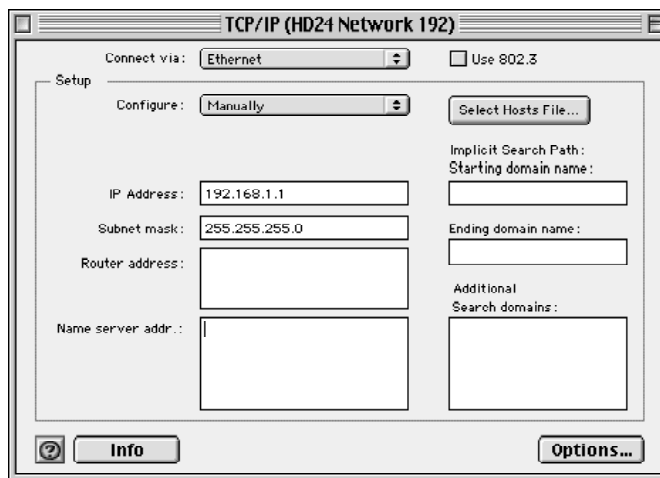 TCP/IP (HD24 Network 192)
Connect via: Ethernet
Use 802.3
Setup
Configure: Manually
Select Hosts File...
Implicit Search Path:
Starting domain name:
IP Address: 192.168.1.1
Subnet mask: 255.255.255.0
Ending domain name:
Router address:
Additional
Search domains:
Name server addr.:
?
Info
Options...